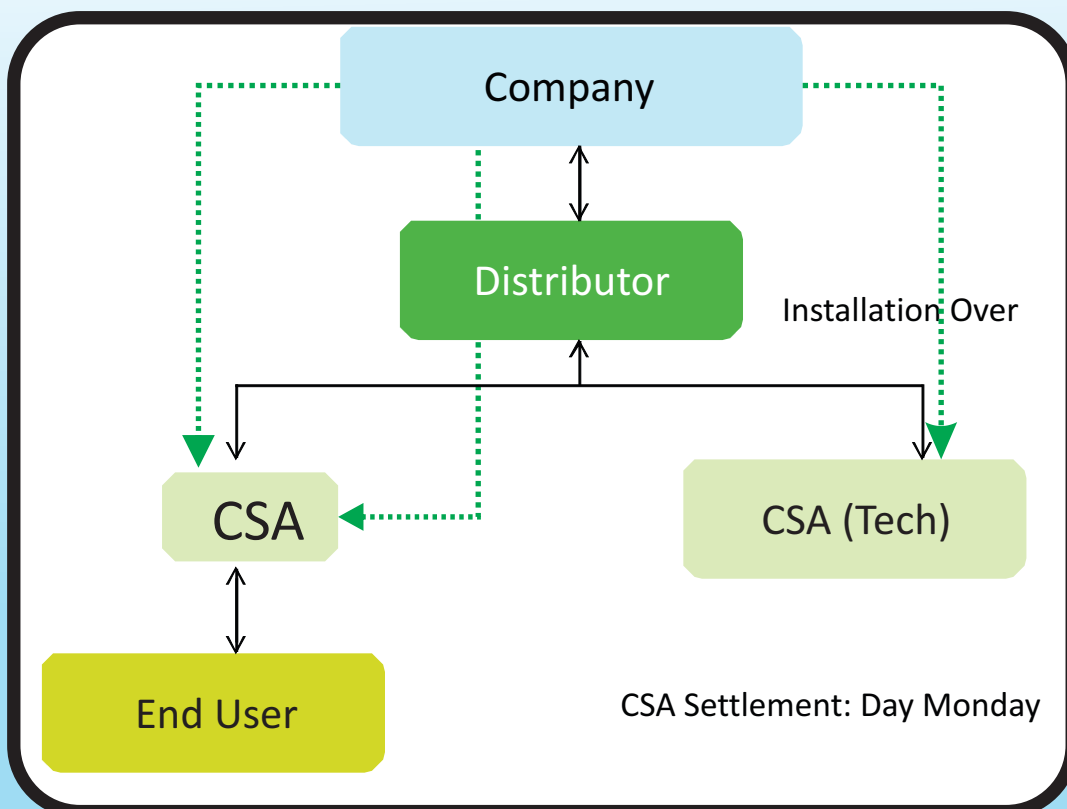 Company
Distributor
Installation Over
CSA
CSA (Tech)
End User
CSA Settlement: Day Monday